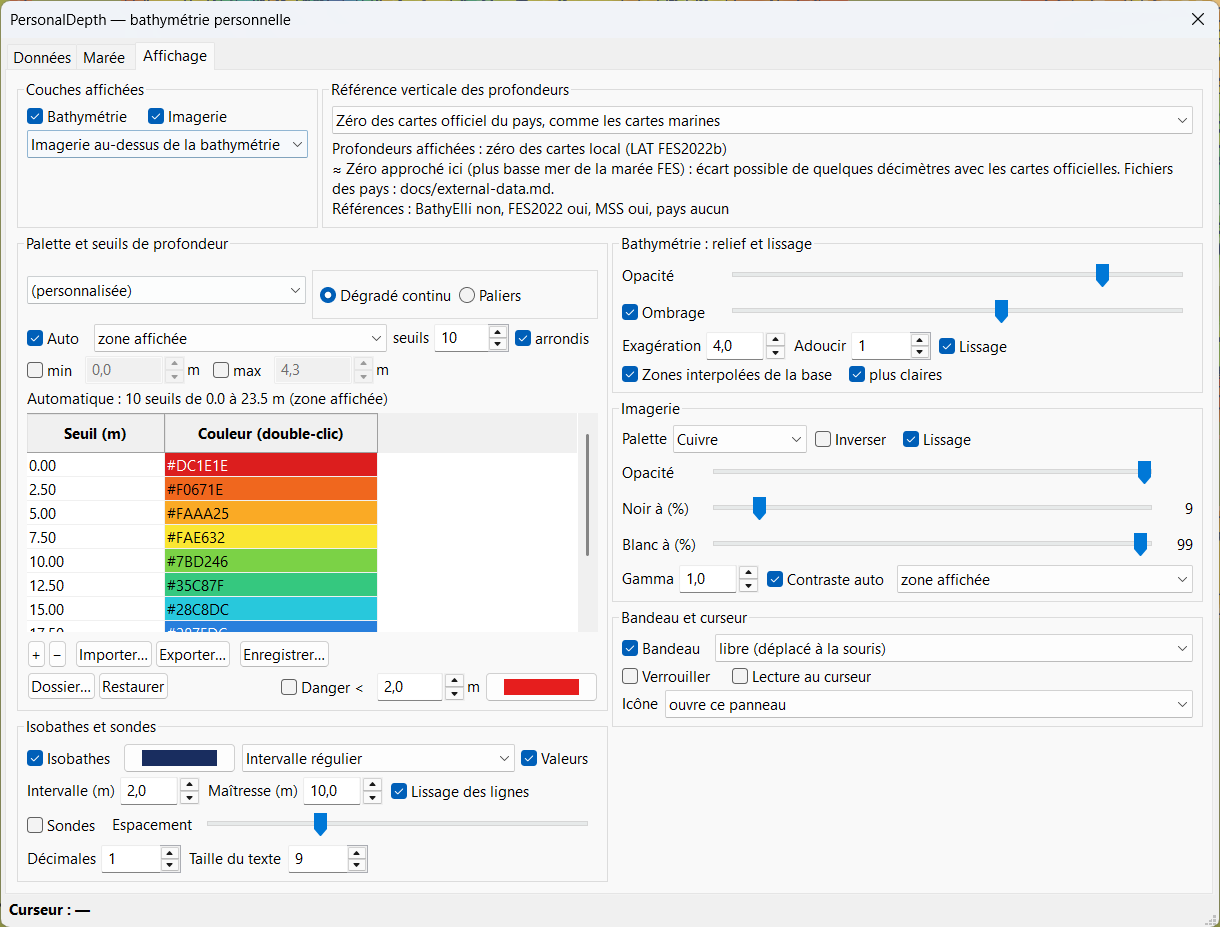 PersonalDepth — bathymétrie personnelle
Données Marée Affichage
Couches affichées
Bathymétrie Imagerie
Imagerie au-dessus de la bathymétrie
Référence verticale des profondeurs
Zéro des cartes officiel du pays, comme les cartes marines
Profondeurs affichées : zéro des cartes local (LAT FES2022b)
≈ Zéro approché ici (plus basse mer de la marée FES) : écart possible de quelques décimètres avec les cartes officielles. Fichiers
des pays : docs/external-data.md.
Références : BathyElli non, FES2022 oui, MSS oui, pays aucun
Palette et seuils de profondeur
(personnalisée)
Dégradé continu Paliers
Auto zone affichée seuils 10 arrondis
min 0,0 m max 4,3 m
Automatique : 10 seuils de 0.0 à 23.5 m (zone affichée)
Seuil (m) Couleur (double-clic)
0.00 #DC1E1E
2.50 #F0671E
5.00 #FAAA25
7.50 #FAE632
10.00 #7BD246
12.50 #35C87F
15.00 #28C8DC
17.50 #287FDC
+ − Importer... Exporter... Enregistrer...
Dossier... Restaurer Danger < 2,0 m
Isobathes et sondes
Isobathes Intervalle régulier Valeurs
Intervalle (m) 2,0 Maîtresse (m) 10,0 Lissage des lignes
Sondes Espacement
Décimales 1 Taille du texte 9
Bathymétrie : relief et lissage
Opacité
Ombrage
Exagération 4,0 Adoucir 1 Lissage
Zones interpolées de la base plus claires
Imagerie
Palette Cuivre Inverser Lissage
Opacité
Noir à (%) 9
Blanc à (%) 99
Gamma 1,0 Contraste auto zone affichée
Bandeau et curseur
Bandeau libre (déplacé à la souris)
Verrouiller Lecture au curseur
Icône ouvre ce panneau
Curseur : —